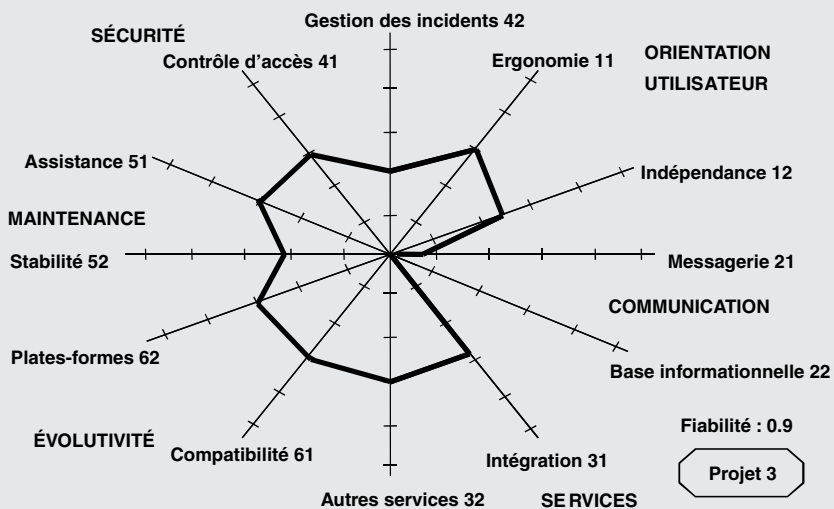 Gestion des incidents 42
SÉCURITÉ
Contrôle d'accès 41
Ergonomie 11
ORIENTATION
UTILISATEUR
Assistance 51
Indépendance 12
MAINTENANCE
Stabilité 52
Messagerie 21
COMMUNICATION
Plates-formes 62
Base informationnelle 22
Fiabilité : 0.9
ÉVOLUTIVITÉ
Compatibilité 61
Intégration 31
Projet 3
Autres services 32
SERVICES